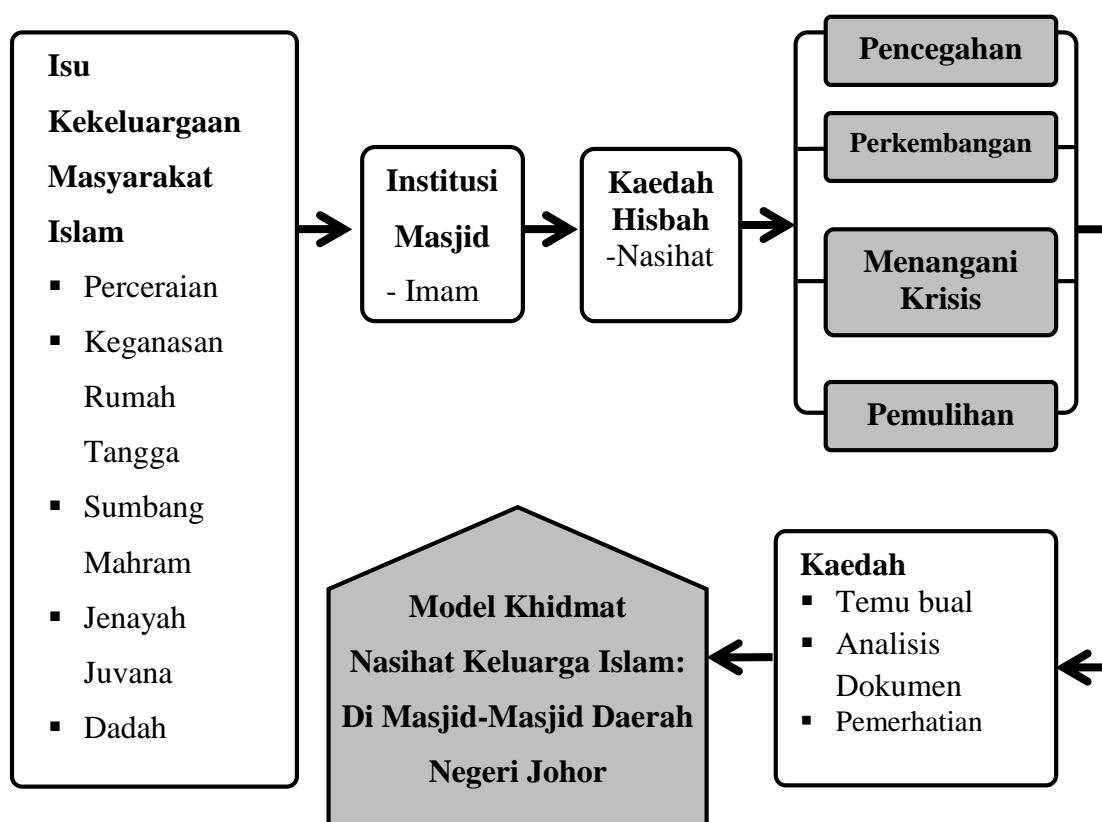 Isu
Kekeluargaan
Masyarakat
Islam
▪ Perceraian
▪ Keganasan
Rumah
Tangga
▪ Sumbang
Mahram
▪ Jenayah
Juvana
▪ Dadah
Institusi
Masjid
- Imam
Kaedah
Hisbah
-Nasihat
Pencegahan
Perkembangan
Menangani
Krisis
Pemulihan
Kaedah
▪ Temu bual
▪ Analisis
Dokumen
▪ Pemerhatian
Model Khidmat
Nasihat Keluarga Islam:
Di Masjid-Masjid Daerah
Negeri Johor